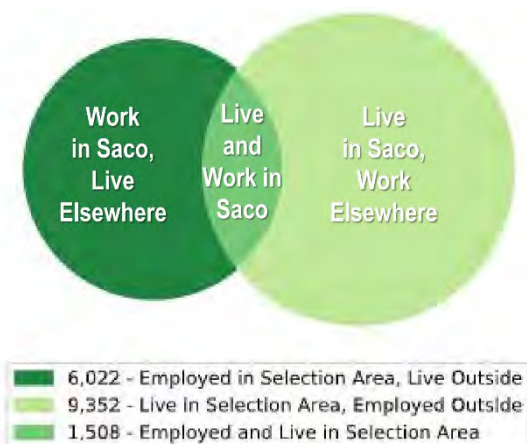 Work
in Saco,
Live
Elsewhere
Live
and
Work in
Saco
Live
in Saco,
Work
Elsewhere
6,022 - Employed in Selection Area, Live Outside
9,352 - Live in Selection Area, Employed Outside
1,508 - Employed and Live in Selection Area